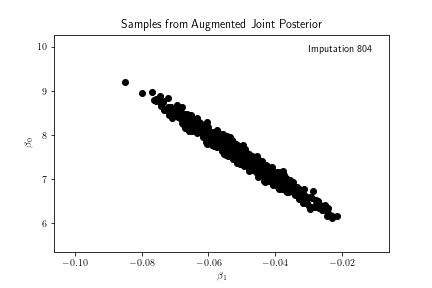 Samples from Augmented Joint Posterior
Imputation 804
10
9
8
7
6
β₀
−0.10
−0.08
−0.06
−0.04
−0.02
β₁